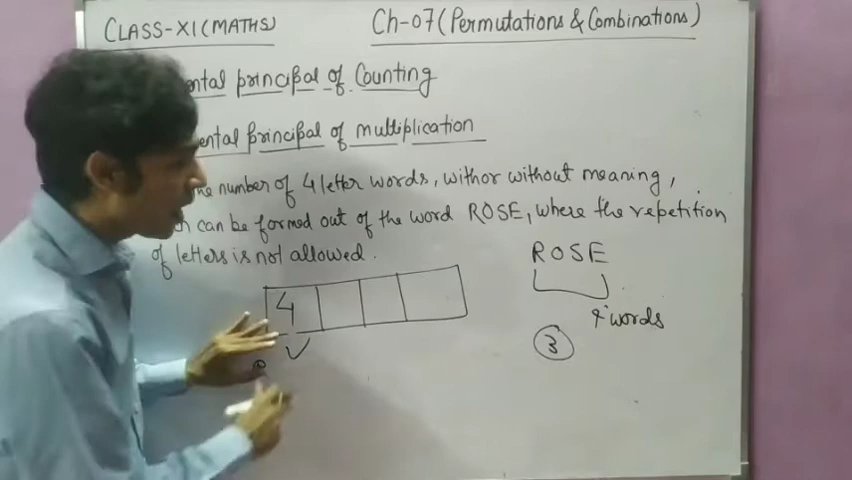 CLASS-XI (MATHS)
Ch-07 (Permutations & Combinations)
ental principal of Counting
ental principal of multiplication
he number of 4 letter words, with or without meaning,
can be formed out of the word ROSE, where the repetition
of letters is not allowed.
ROSE
4
words
3